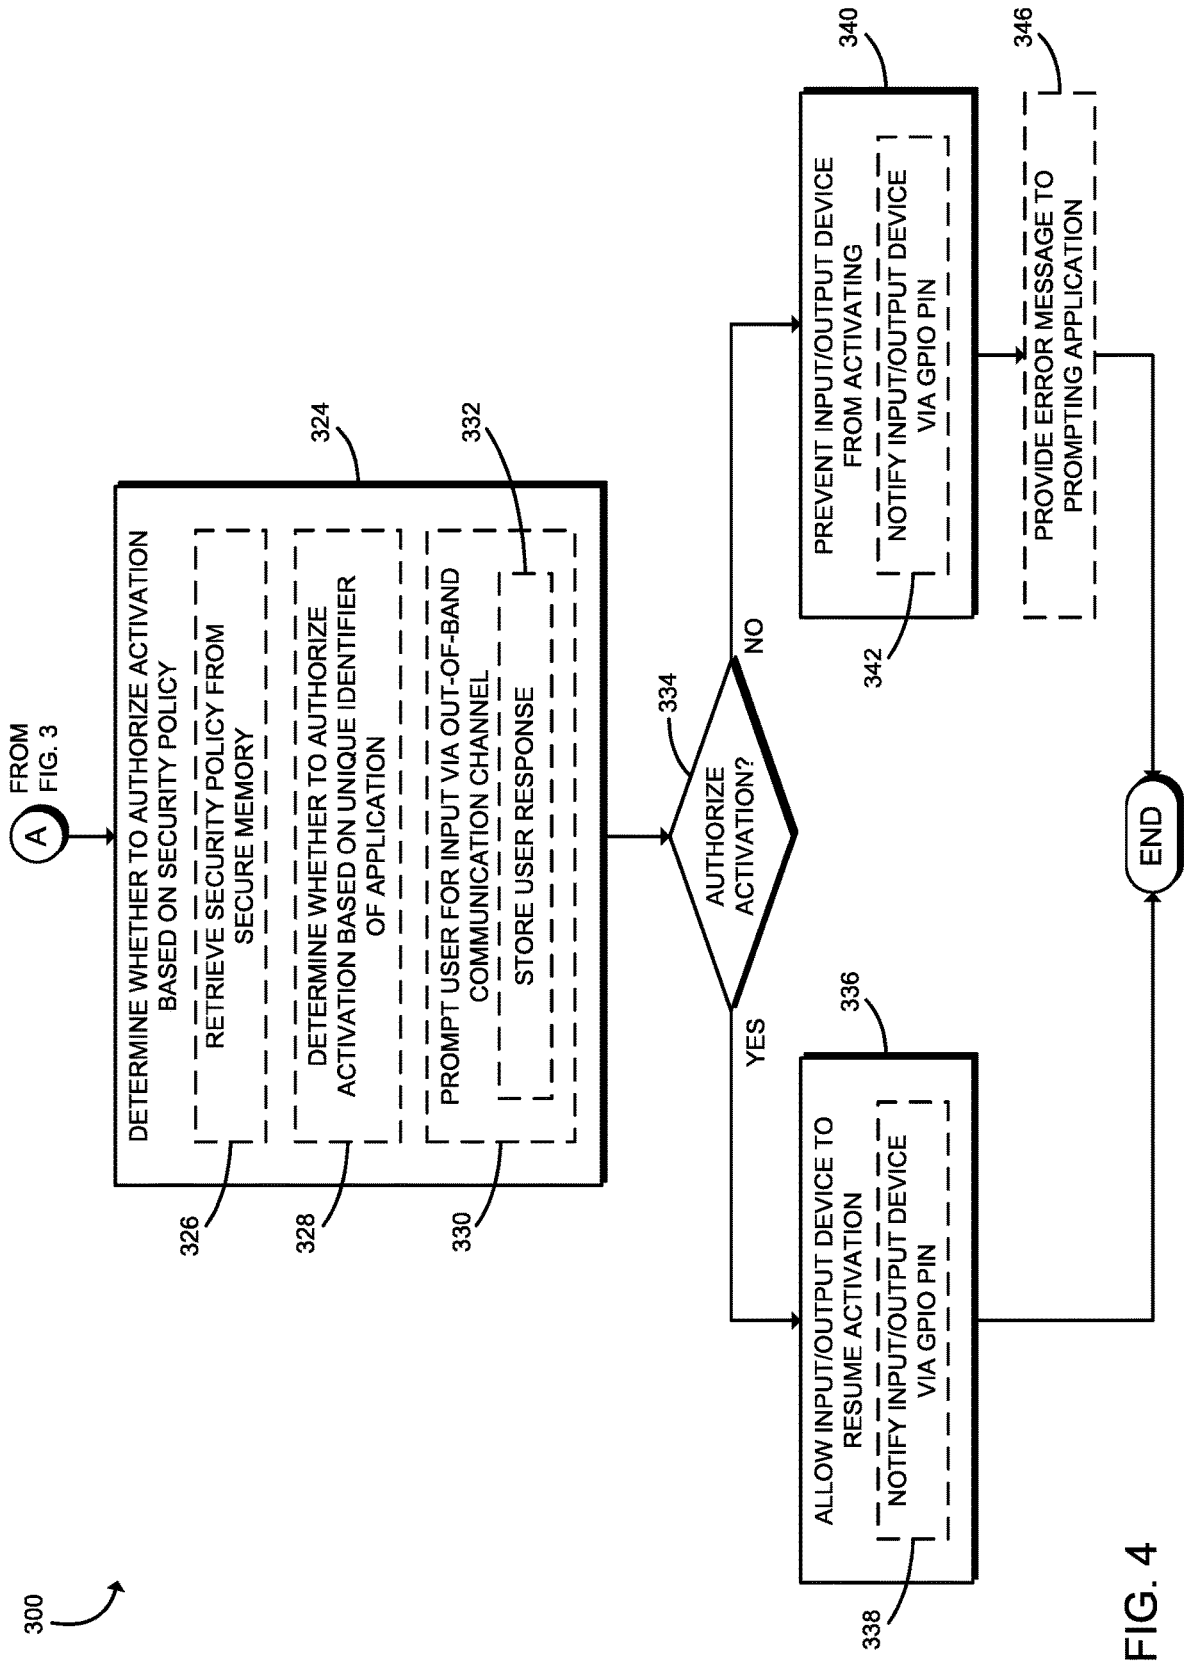 300
A
FROM
FIG. 3
DETERMINE WHETHER TO AUTHORIZE ACTIVATION
BASED ON SECURITY POLICY
324
RETRIEVE SECURITY POLICY FROM
SECURE MEMORY
326
DETERMINE WHETHER TO AUTHORIZE
ACTIVATION BASED ON UNIQUE IDENTIFIER
OF APPLICATION
328
PROMPT USER FOR INPUT VIA OUT-OF-BAND
COMMUNICATION CHANNEL
330
STORE USER RESPONSE
332
AUTHORIZE
ACTIVATION?
334
YES
NO
ALLOW INPUT/OUTPUT DEVICE TO
RESUME ACTIVATION
336
NOTIFY INPUT/OUTPUT DEVICE
VIA GPIO PIN
338
PREVENT INPUT/OUTPUT DEVICE
FROM ACTIVATING
340
NOTIFY INPUT/OUTPUT DEVICE
VIA GPIO PIN
342
PROVIDE ERROR MESSAGE TO
PROMPTING APPLICATION
346
END
FIG. 4